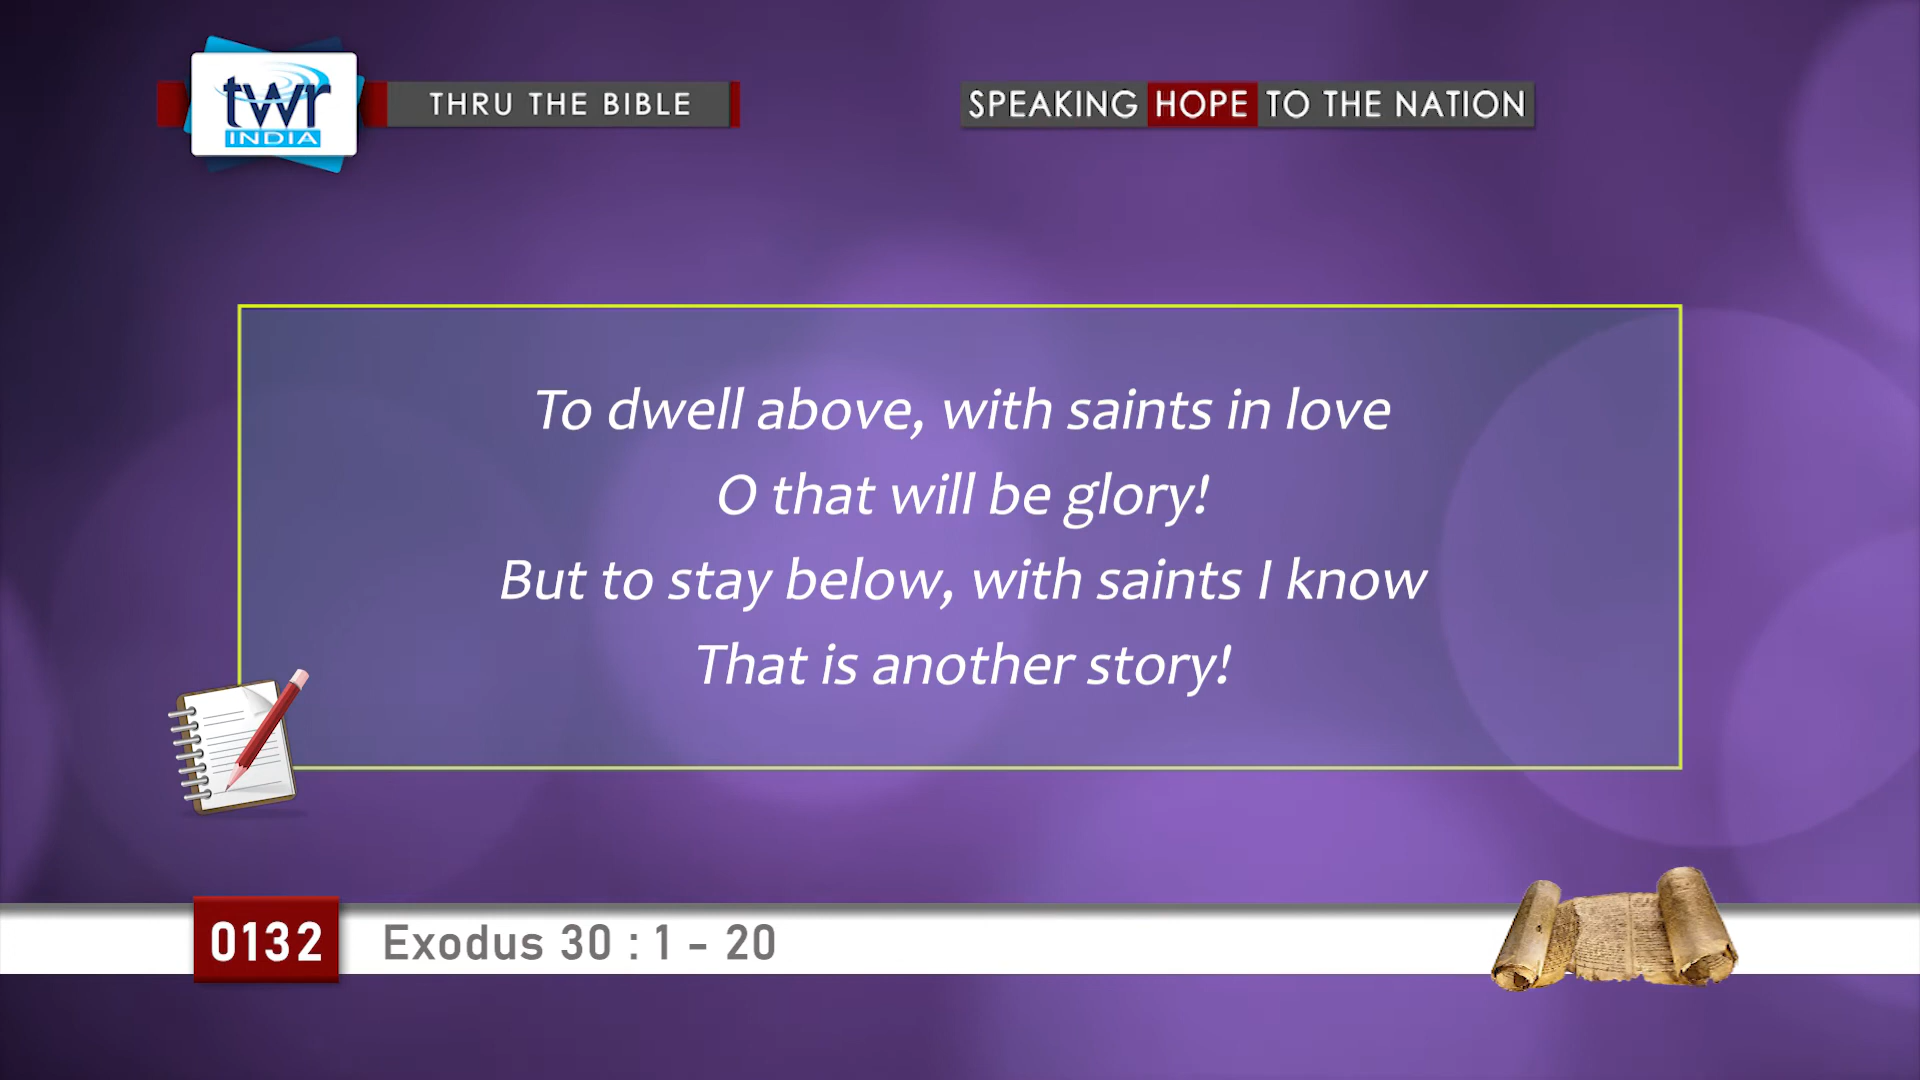 twr
INDIA
THRU THE BIBLE
SPEAKING HOPE TO THE NATION
To dwell above, with saints in love
O that will be glory!
But to stay below, with saints I know
That is another story!
0132
Exodus 30 : 1 - 20